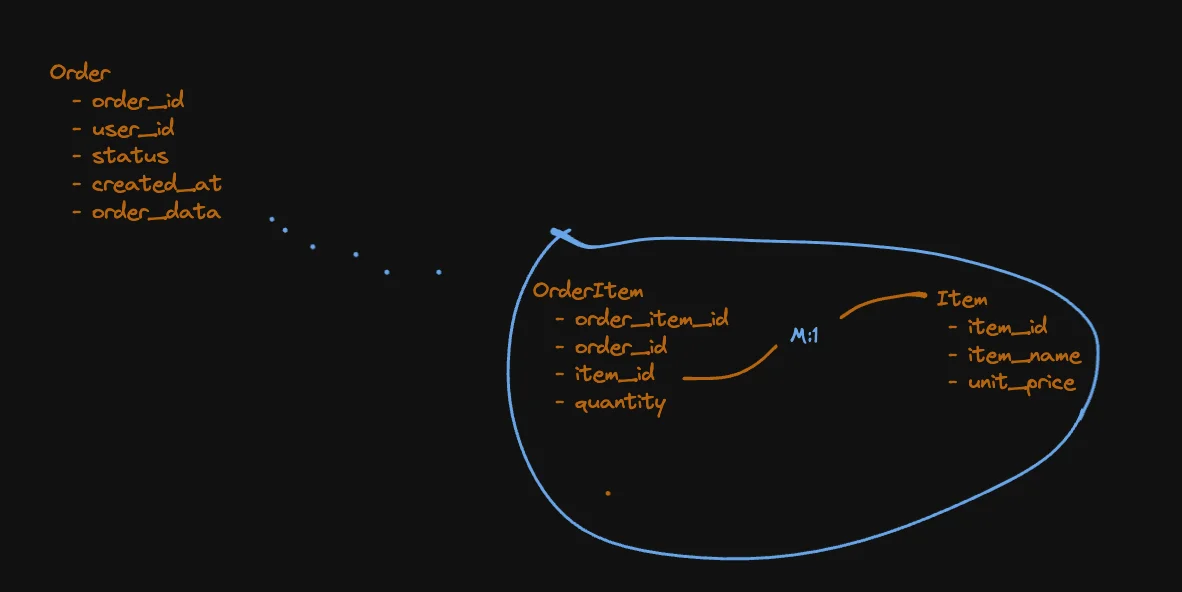 Order
- order_id
- user_id
- status
- created_at
- order_data
OrderItem
- order_item_id
- order_id
- item_id
- quantity
M:1
Item
- item_id
- item_name
- unit_price